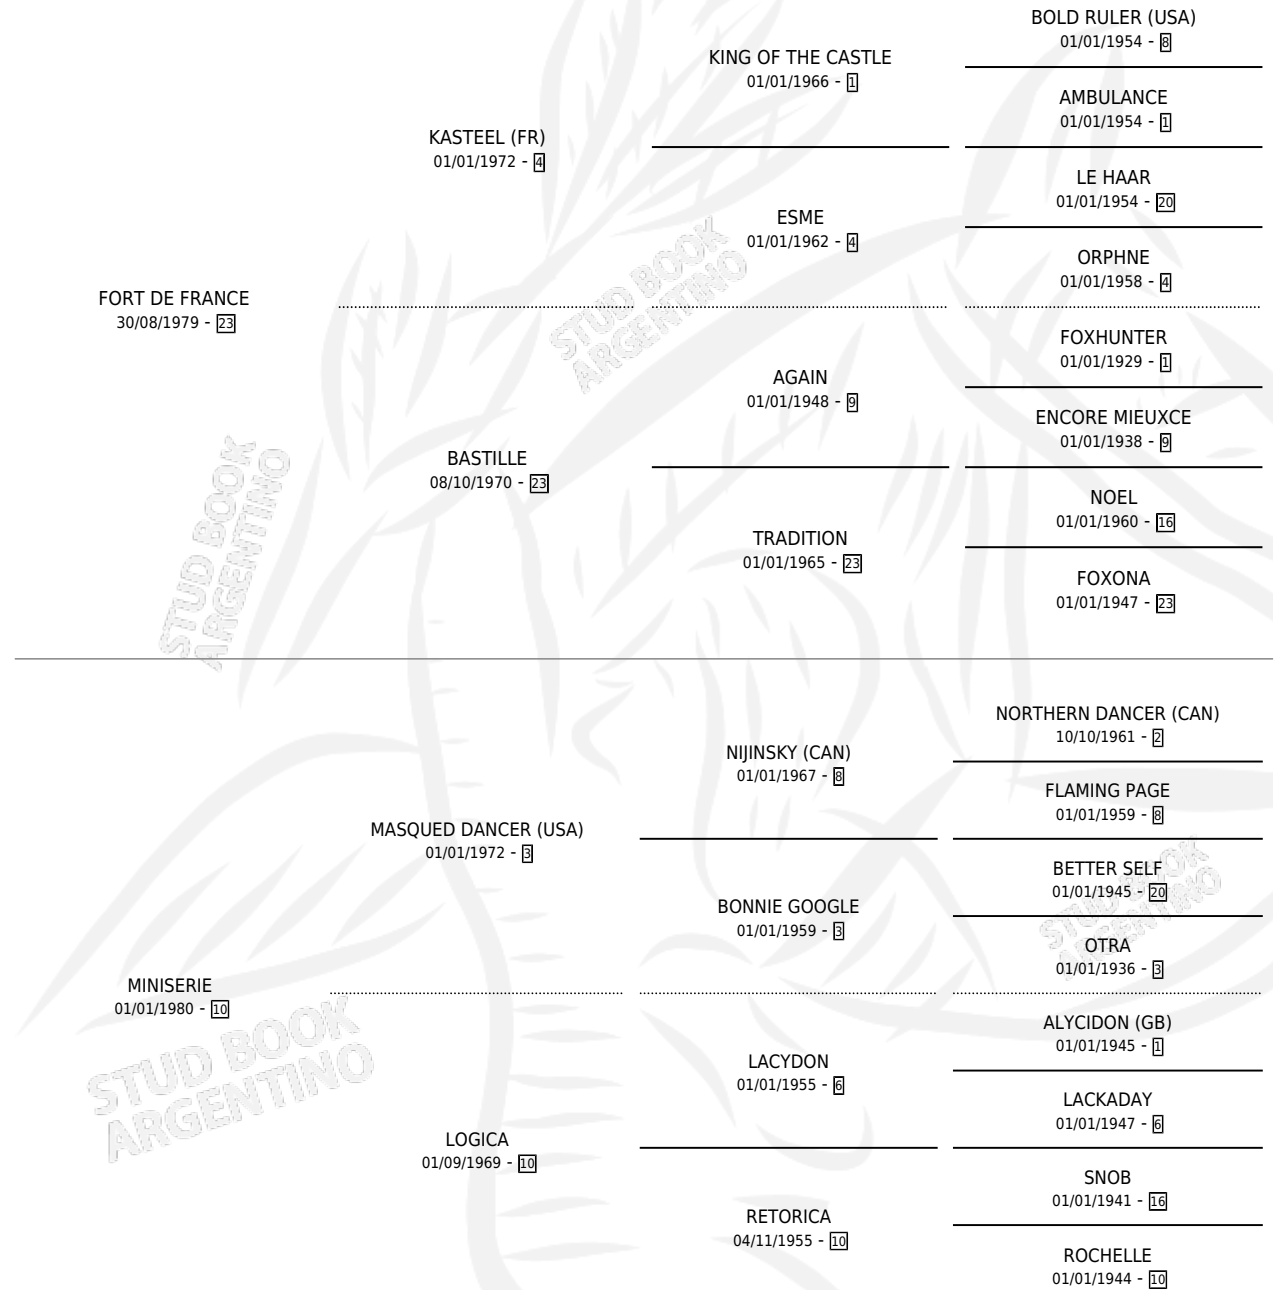 BOLD RULER (USA)
01/01/1954 - 8
KING OF THE CASTLE
01/01/1966 - 1
AMBULANCE
01/01/1954 - 1
KASTEEL (FR)
01/01/1972 - 4
LE HAAR
01/01/1954 - 20
ESME
01/01/1962 - 4
ORPHNE
01/01/1958 - 4
FORT DE FRANCE
30/08/1979 - 23
FOXHUNTER
01/01/1929 - 1
AGAIN
01/01/1948 - 9
ENCORE MIEUXCE
01/01/1938 - 9
BASTILLE
08/10/1970 - 23
NOEL
01/01/1960 - 16
TRADITION
01/01/1965 - 23
FOXONA
01/01/1947 - 23
STUD BOOK
ARGENTINO
STUD BOOK
ARGENTINO
NORTHERN DANCER (CAN)
10/10/1961 - 2
NIJINSKY (CAN)
01/01/1967 - 8
FLAMING PAGE
01/01/1959 - 8
MASQUED DANCER (USA)
01/01/1972 - 3
BETTER SELF
01/01/1945 - 20
BONNIE GOOGLE
01/01/1959 - 3
OTRA
01/01/1936 - 3
MINISERIE
01/01/1980 - 10
ALYCIDON (GB)
01/01/1945 - 1
LACYDON
01/01/1955 - 6
LACKADAY
01/01/1947 - 6
LOGICA
01/09/1969 - 10
SNOB
01/01/1941 - 16
RETORICA
04/11/1955 - 10
ROCHELLE
01/01/1944 - 10
STUD BOOK
ARGENTINO
STUD BOOK
ARGENTINO